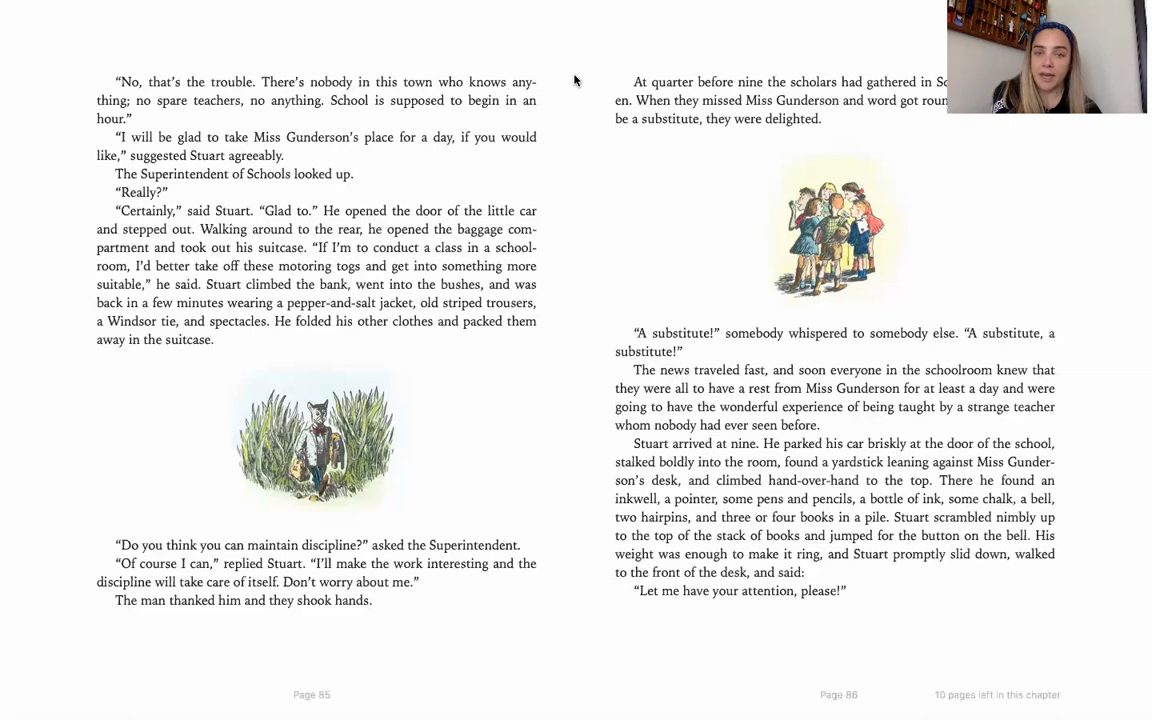 “No, that’s the trouble. There’s nobody in this town who knows any-
thing; no spare teachers, no anything. School is supposed to begin in an
hour.”
“I will be glad to take Miss Gunderson’s place for a day, if you would
like,” suggested Stuart agreeably.
The Superintendent of Schools looked up.
“Really?”
“Certainly,” said Stuart. “Glad to.” He opened the door of the little car
and stepped out. Walking around to the rear, he opened the baggage com-
partment and took out his suitcase. “If I’m to conduct a class in a school-
room, I’d better take off these motoring togs and get into something more
suitable,” he said. Stuart climbed the bank, went into the bushes, and was
back in a few minutes wearing a pepper-and-salt jacket, old striped trousers,
a Windsor tie, and spectacles. He folded his other clothes and packed them
away in the suitcase.
“Do you think you can maintain discipline?” asked the Superintendent.
“Of course I can,” replied Stuart. “I’ll make the work interesting and the
discipline will take care of itself. Don’t worry about me.”
The man thanked him and they shook hands.
Page 85
At quarter before nine the scholars had gathered in
en. When they missed Miss Gunderson and word got
be a substitute, they were delighted.
“A substitute!” somebody whispered to somebody else. “A substitute, a
substitute!”
The news traveled fast, and soon everyone in the schoolroom knew that
they were all to have a rest from Miss Gunderson for at least a day and were
going to have the wonderful experience of being taught by a strange teacher
whom nobody had ever seen before.
Stuart arrived at nine. He parked his car briskly at the door of the school,
stalked boldly into the room, found a yardstick leaning against Miss Gunder-
son’s desk, and climbed hand-over-hand to the top. There he found an
inkwell, a pointer, some pens and pencils, a bottle of ink, some chalk, a bell,
two hairpins, and three or four books in a pile. Stuart scrambled nimbly up
to the top of the stack of books and jumped for the button on the bell. His
weight was enough to make it ring, and Stuart promptly slid down, walked
to the front of the desk, and said:
“Let me have your attention, please!”
Page 86
10 pages left in this chapter